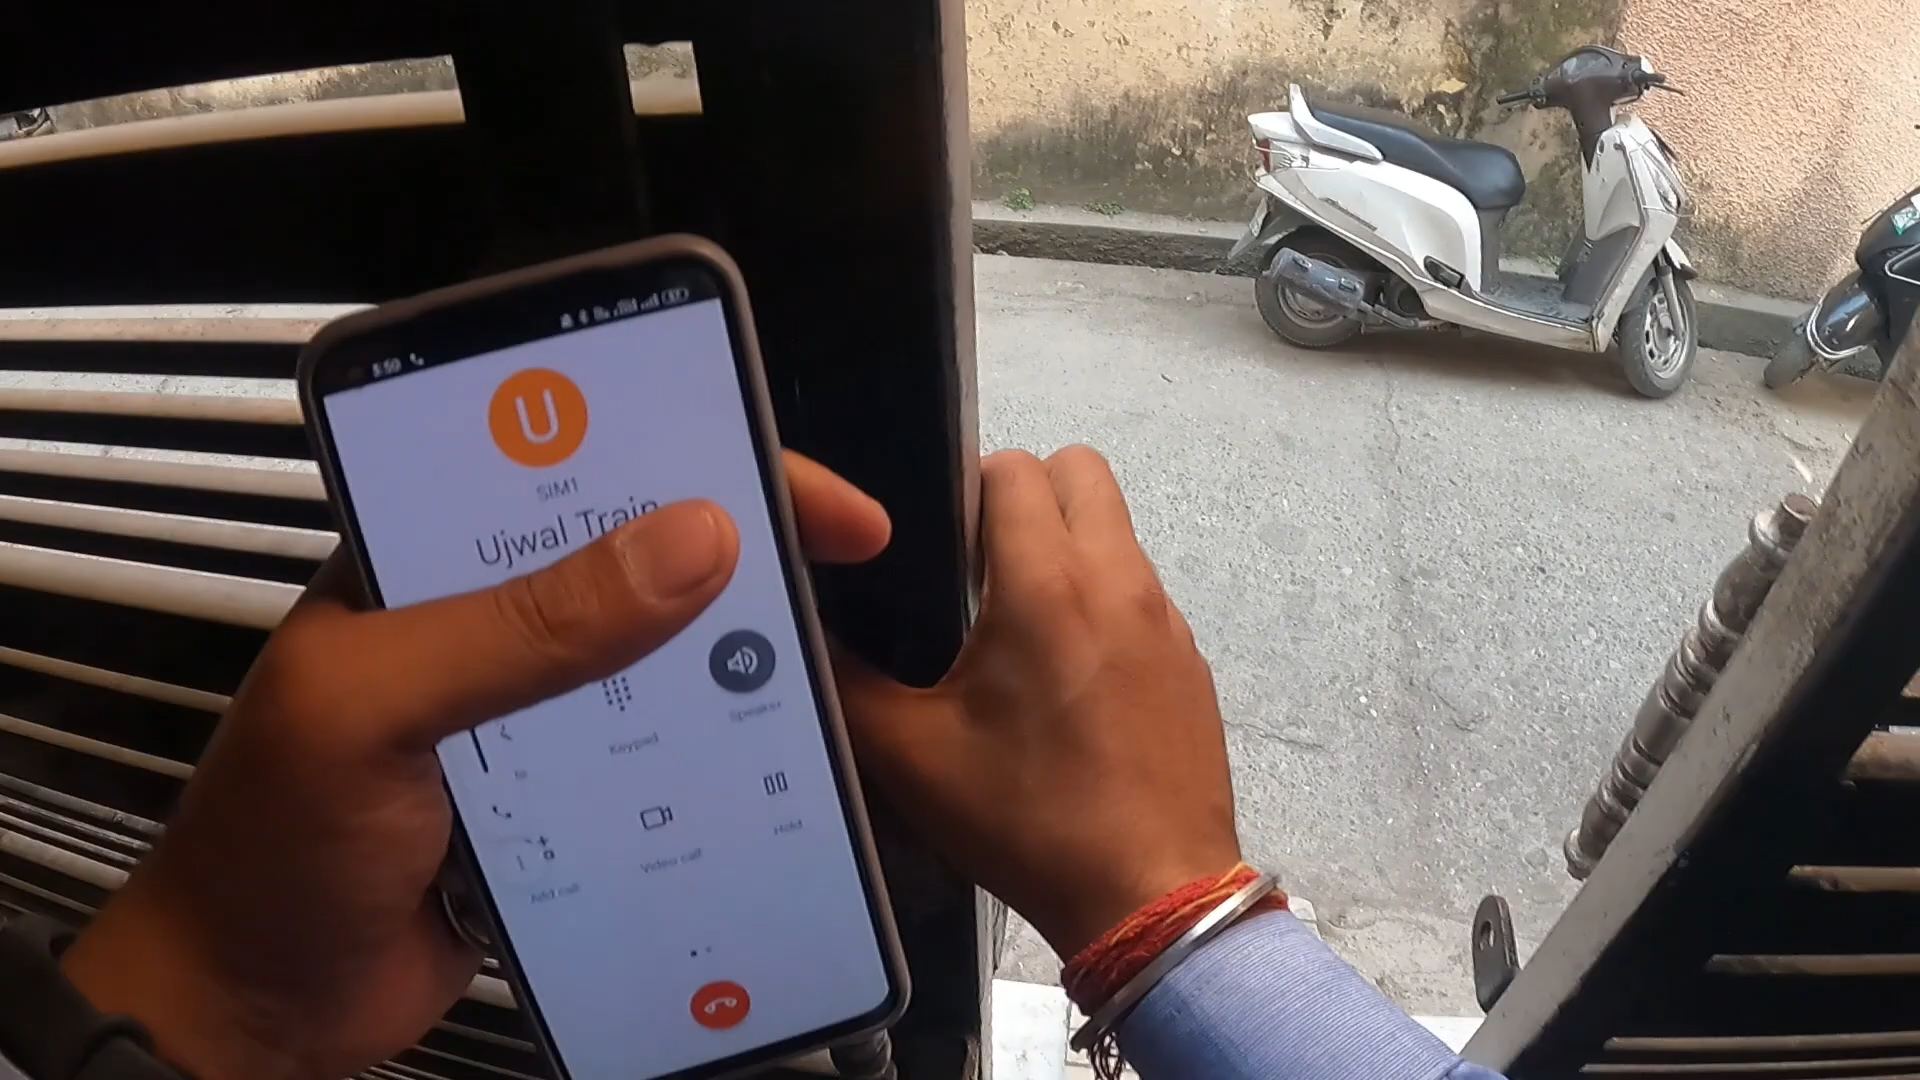 U
SIM1
Ujwal Train
Speaker
Keypad
Hold
Video call
Add call